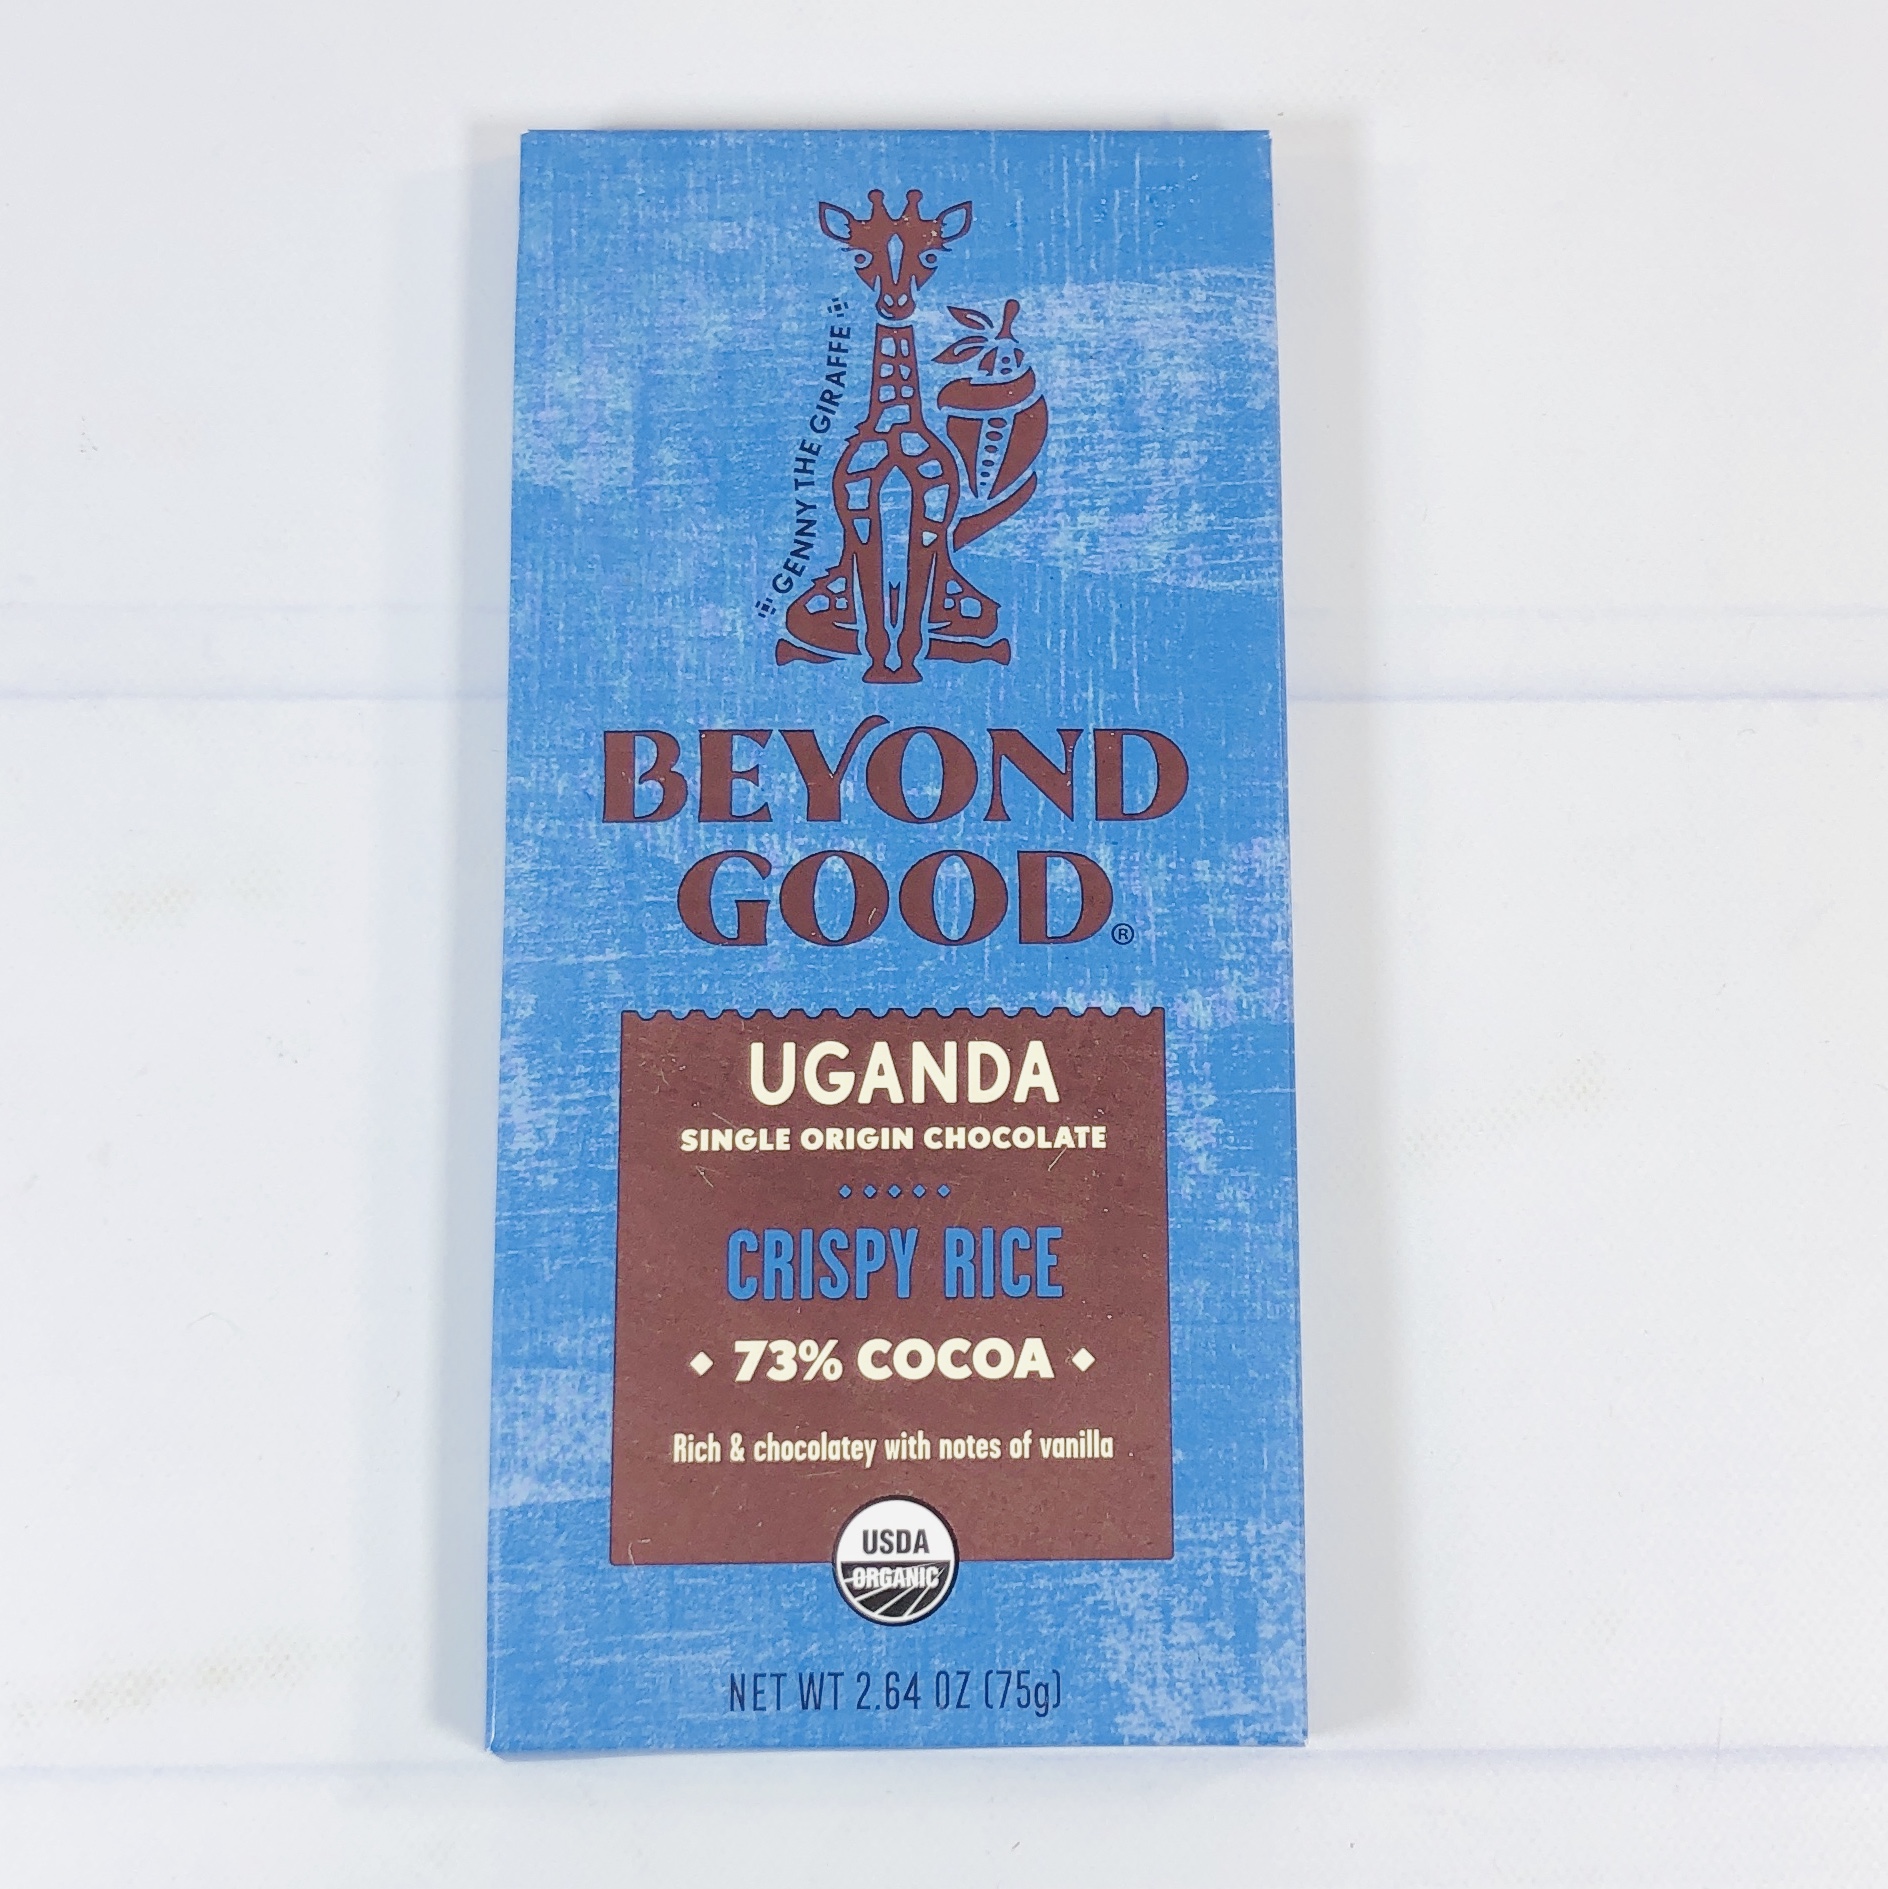 GENNY THE GIRAFFE
BEYOND
GOOD®
UGANDA
SINGLE ORIGIN CHOCOLATE
CRISPY RICE
73% COCOA
Rich & chocolatey with notes of vanilla
USDA
ORGANIC
NET WT 2.64 OZ (75g)